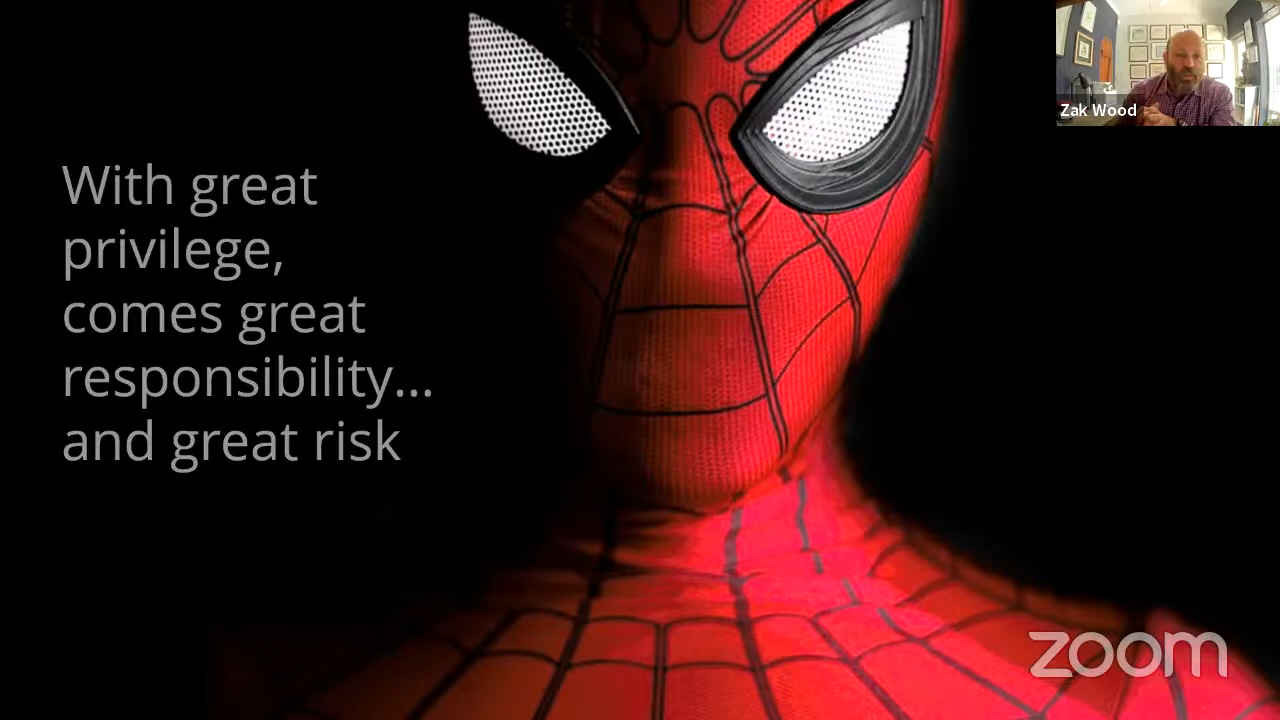 Zak Wood
With great
privilege,
comes great
responsibility...
and great risk
zoom